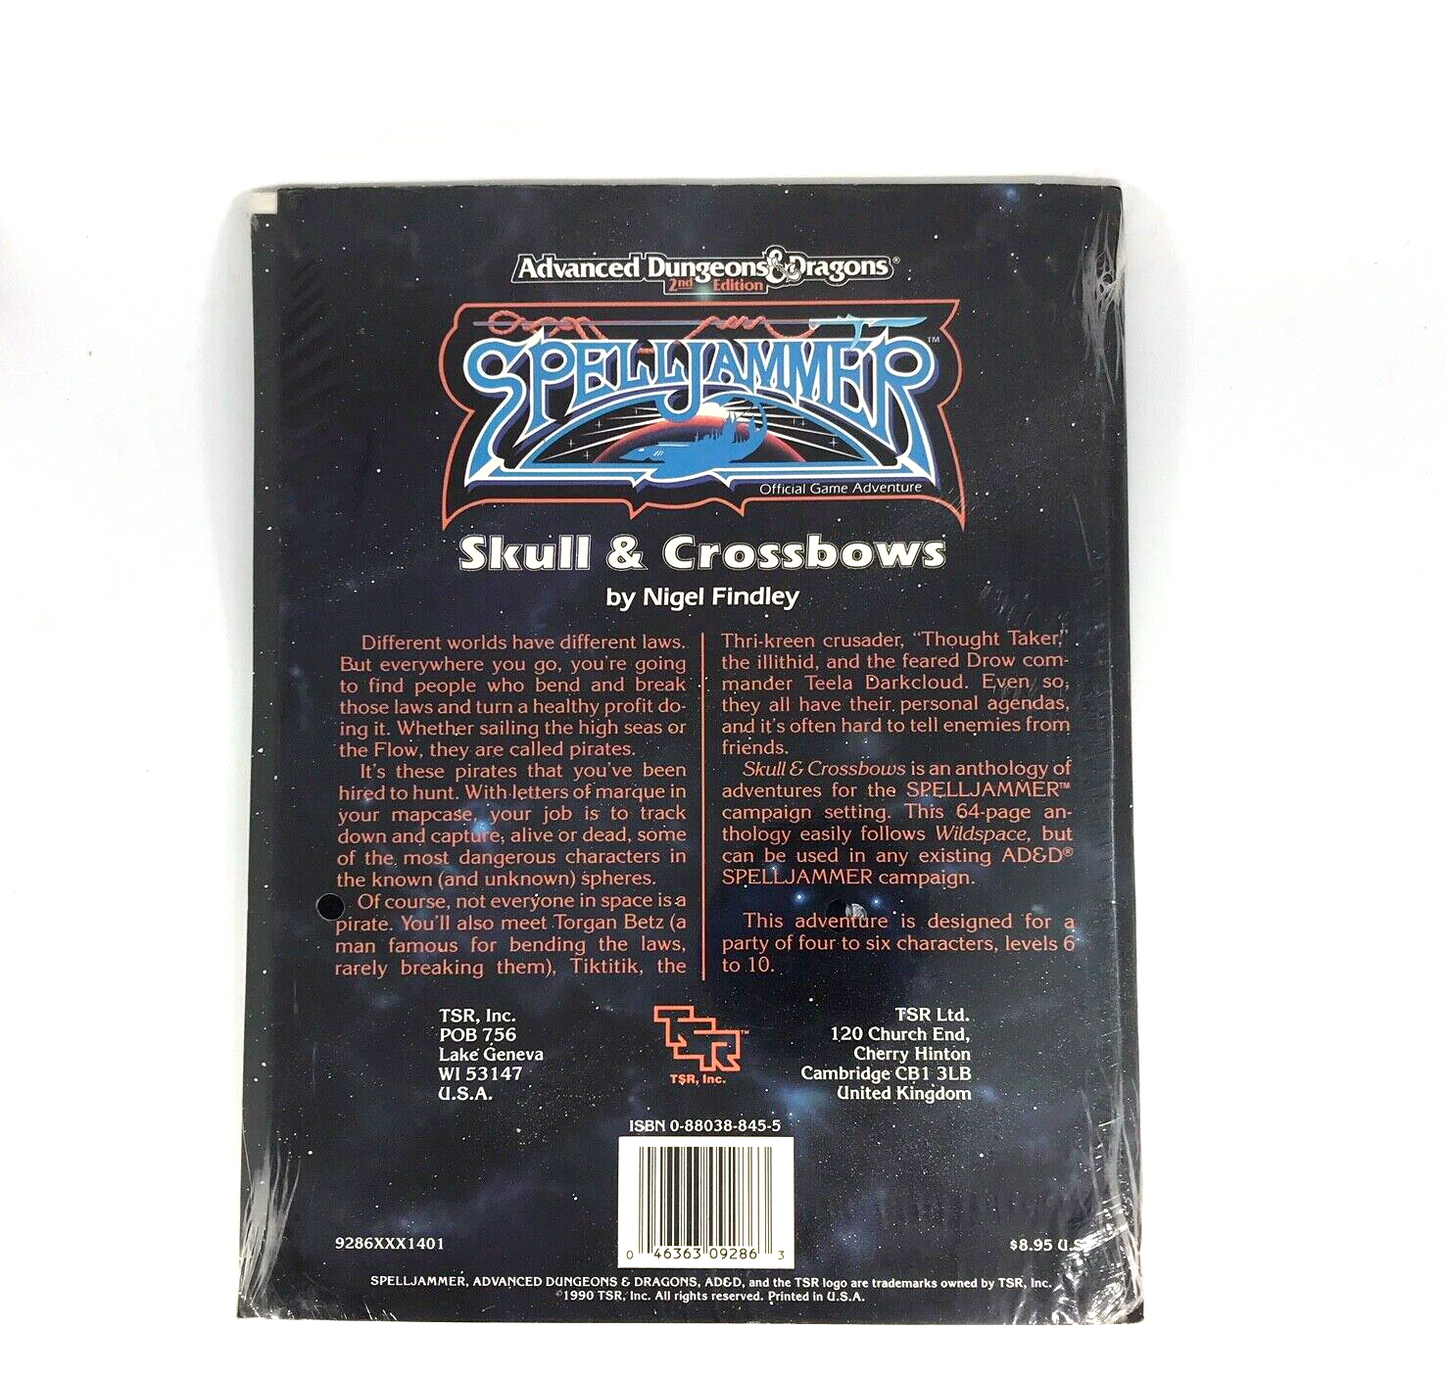 Advanced Dungeons & Dragons®
2nd Edition
SPELLJAMMER™
Official Game Adventure
Skull & Crossbows
by Nigel Findley
Different worlds have different laws.
But everywhere you go, you're going
to find people who bend and break
those laws and turn a healthy profit do-
ing it. Whether sailing the high seas or
the Flow, they are called pirates.
It's these pirates that you've been
hired to hunt. With letters of marque in
your mapcase, your job is to track
down and capture, alive or dead, some
of the most dangerous characters in
the known (and unknown) spheres.
Of course, not everyone in space is a
pirate. You'll also meet Torgan Betz (a
man famous for bending the laws,
rarely breaking them), Tiktitik, the
Thri-kreen crusader, "Thought Taker,"
the illithid, and the feared Drow com-
mander Teela Darkcloud. Even so,
they all have their personal agendas,
and it's often hard to tell enemies from
friends.
Skull & Crossbows is an anthology of
adventures for the SPELLJAMMER™
campaign setting. This 64-page an-
thology easily follows Wildspace, but
can be used in any existing AD&D®
SPELLJAMMER campaign.
This adventure is designed for a
party of four to six characters, levels 6
to 10.
TSR, Inc.
POB 756
Lake Geneva
WI 53147
U.S.A.
TSR™
TSR, Inc.
TSR Ltd.
120 Church End,
Cherry Hinton
Cambridge CB1 3LB
United Kingdom
ISBN 0-88038-845-5
0 46363 09286 3
9286XXX1401
$8.95 U.S.
SPELLJAMMER, ADVANCED DUNGEONS & DRAGONS, AD&D, and the TSR logo are trademarks owned by TSR, Inc.
©1990 TSR, Inc. All rights reserved. Printed in U.S.A.